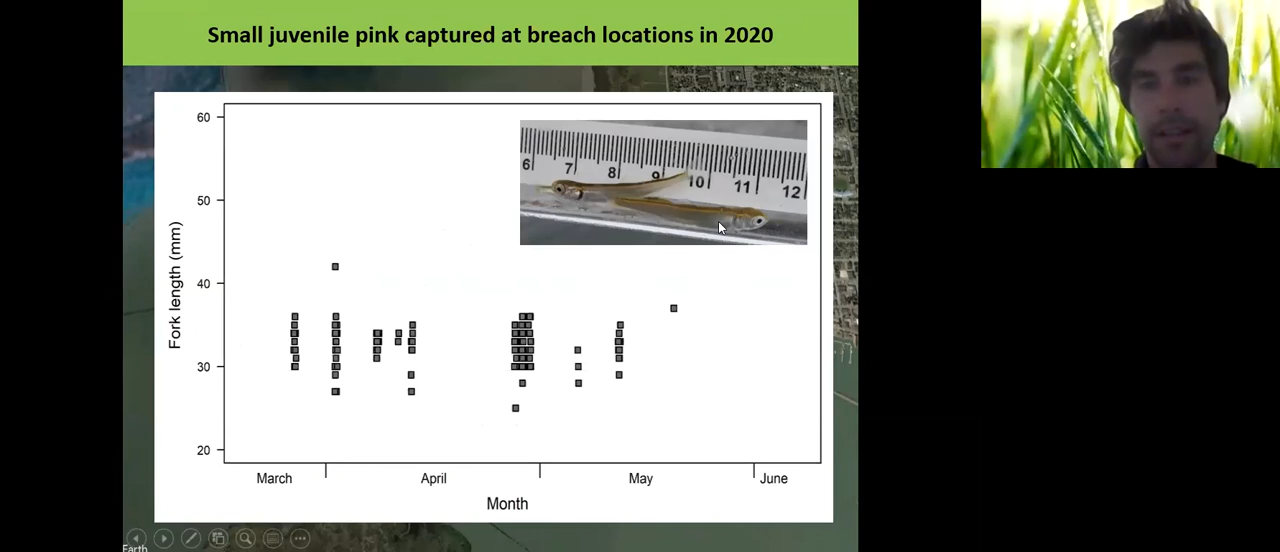 Small juvenile pink captured at breach locations in 2020
60
50
40
30
20
Fork length (mm)
6 7 8 9 10 11 12
March April May June
Month
Earth